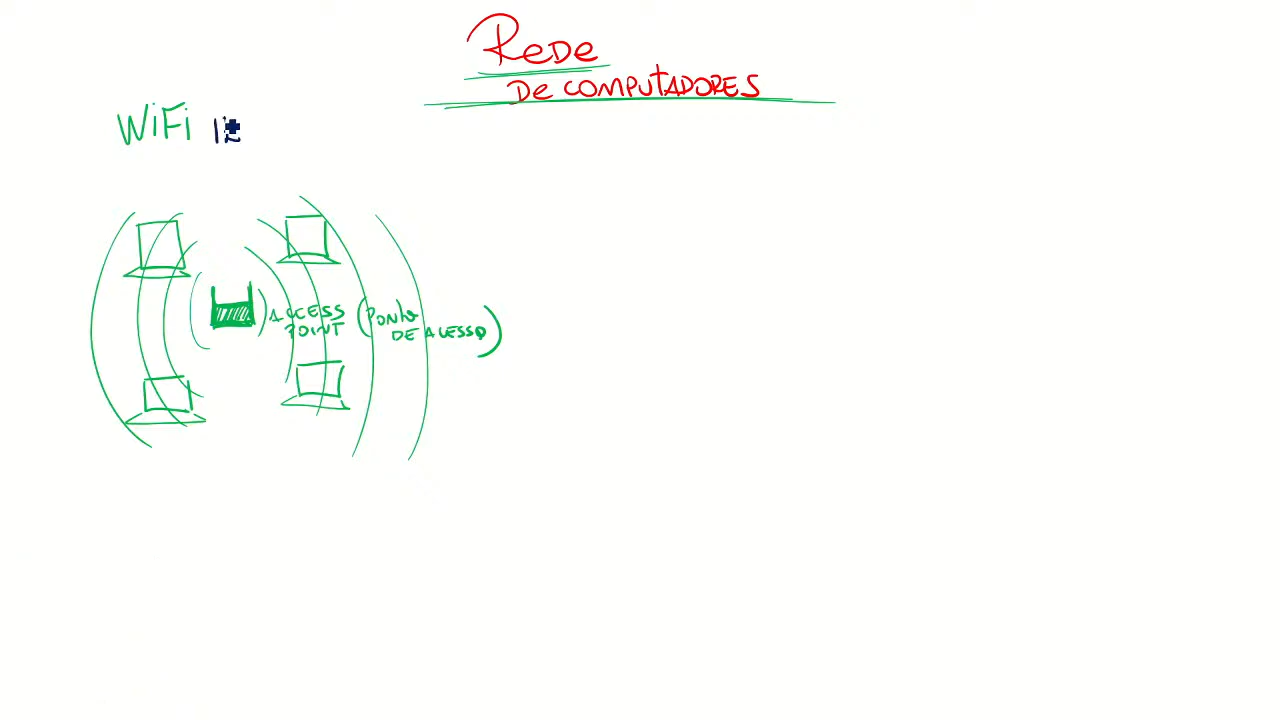 Rede
De computadores
WiFi
Access (Ponto
Point De Acesso)